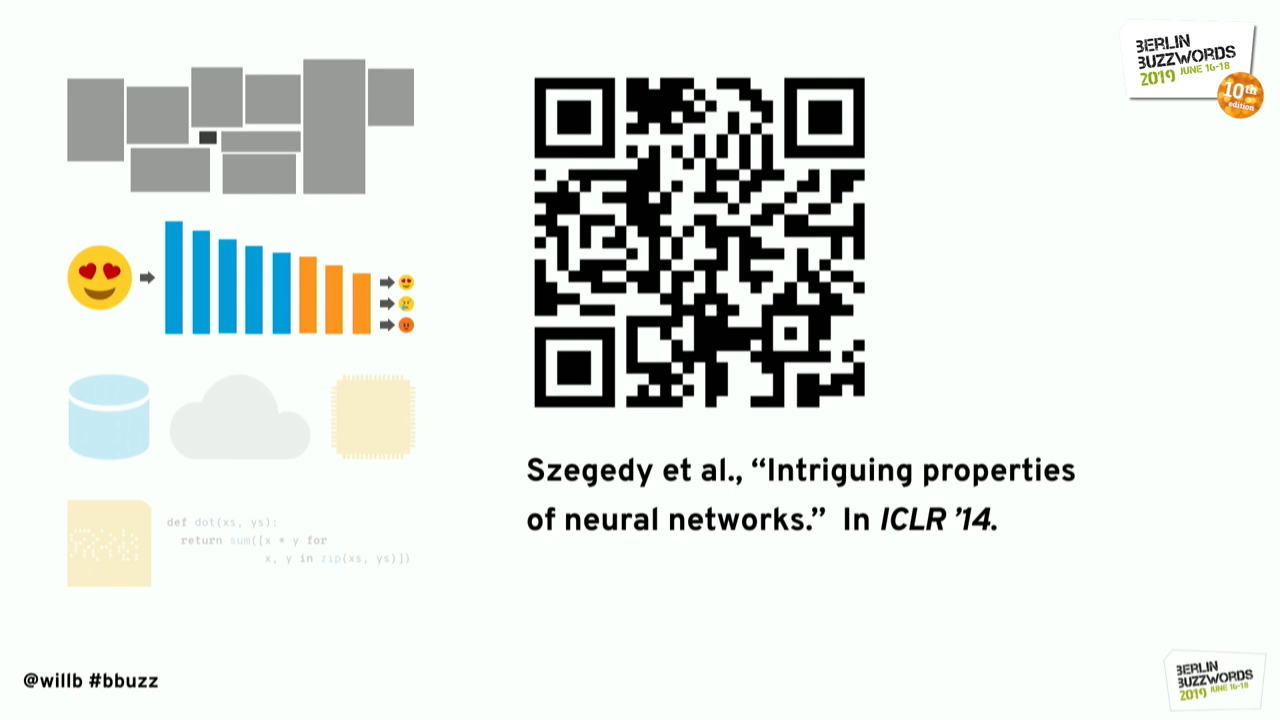 BERLIN
BUZZWORDS
2019 JUNE 16-18
10th
edition
Szegedy et al., “Intriguing properties
of neural networks.” In ICLR ’14.
def dot(xs, ys):
return sum([x * y for
x, y in zip(xs, ys)])
@willb #bbuzz
BERLIN
BUZZWORDS
2019 JUNE 16-18